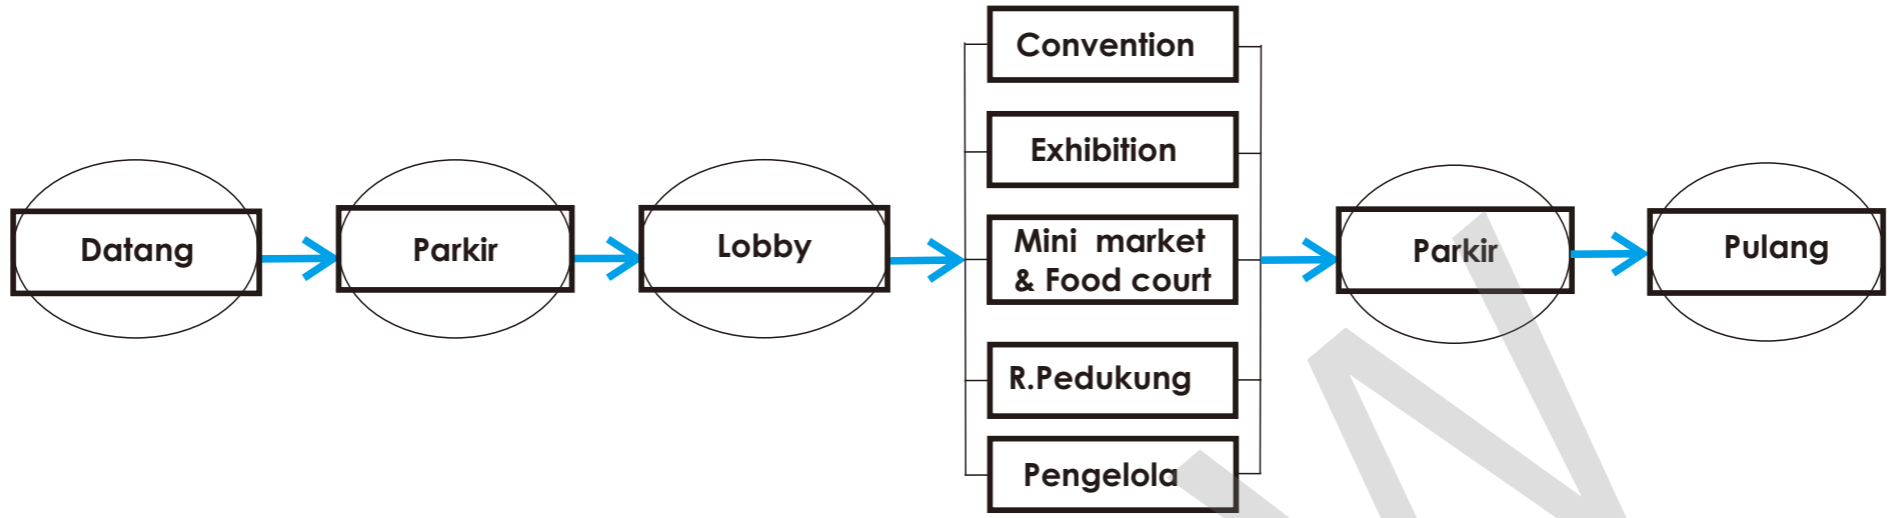 Datang
Parkir
Lobby
Convention
Exhibition
Mini market
& Food court
R.Pedukung
Pengelola
Parkir
Pulang